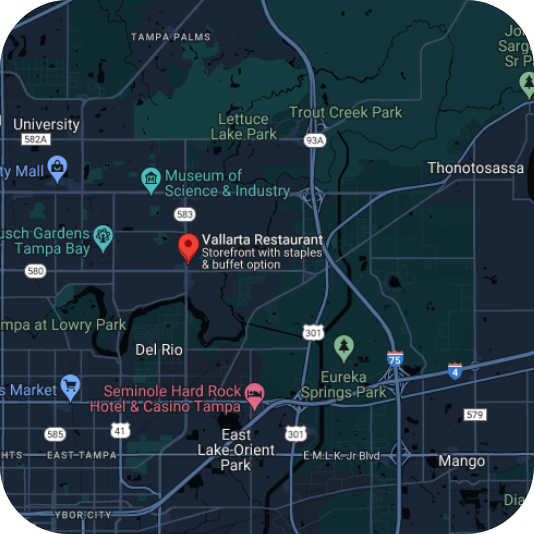 TAMPA PALMS
Sarg
Sr P
Lettuce
Lake Park
Trout Creek Park
University
582A
93A
ty Mall
Museum of
Science & Industry
Thonotosassa
583
usch Gardens
Tampa Bay
Vallarta Restaurant
Storefront with staples
& buffet option
580
mpa at Lowry Park
301
Del Rio
75
4
Eureka
Springs Park
s Market
Seminole Hard Rock
Hotel & Casino Tampa
579
585
41
301
East
Lake-Orient
Park
HTS
EAST TAMPA
E M.L.K. Jr Blvd
Mango
Dia
YBOR CITY